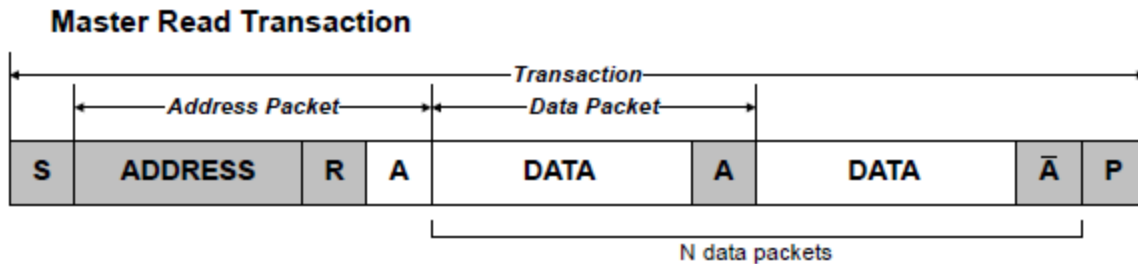 Master Read Transaction
Transaction
Address Packet Data Packet
S ADDRESS R A DATA A DATA A̅ P
N data packets